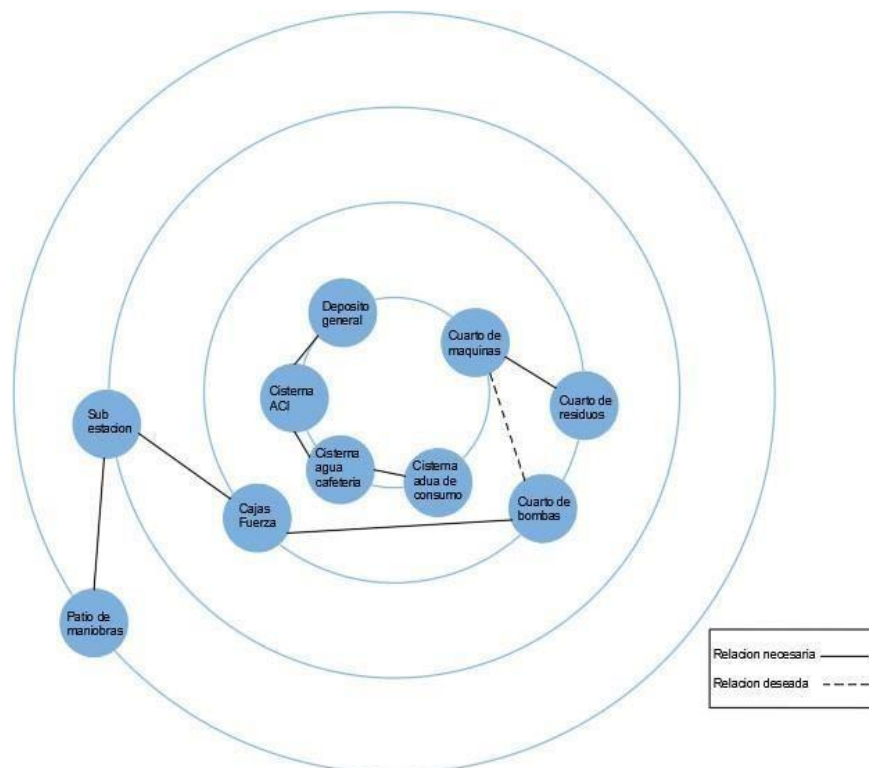 Deposito
general
Cuarto de
maquinas
Cisterna
ACI
Cuarto de
residuos
Sub
estacion
Cisterna
agua
cafeteria
Cisterna
adua de
consumo
Cajas
Fuerza
Cuarto de
bombas
Patio de
maniobras
Relacion necesaria
Relacion deseada